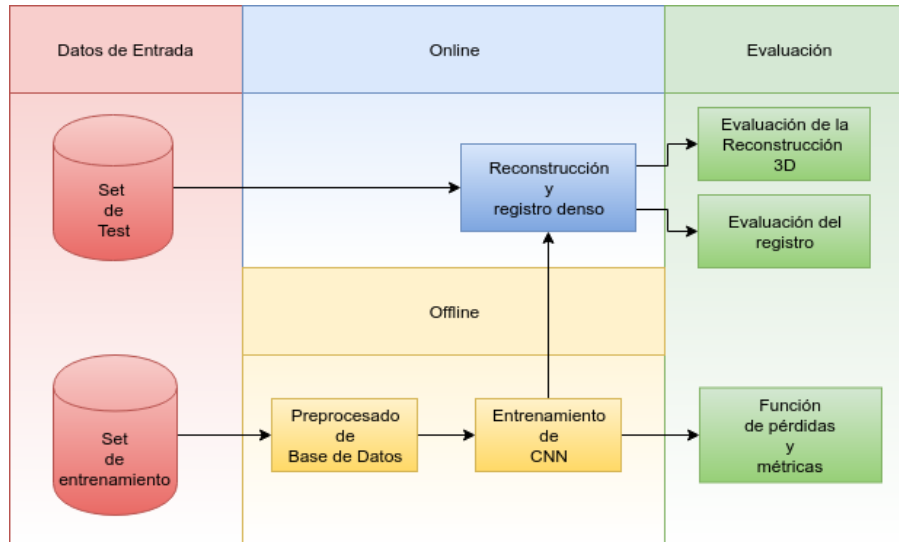 Datos de Entrada
Online
Evaluación
Set
de
Test
Reconstrucción
y
registro denso
Evaluación de la
Reconstrucción
3D
Evaluación del
registro
Offline
Set
de
entrenamiento
Preprocesado
de
Base de Datos
Entrenamiento
de
CNN
Función
de pérdidas
y
métricas